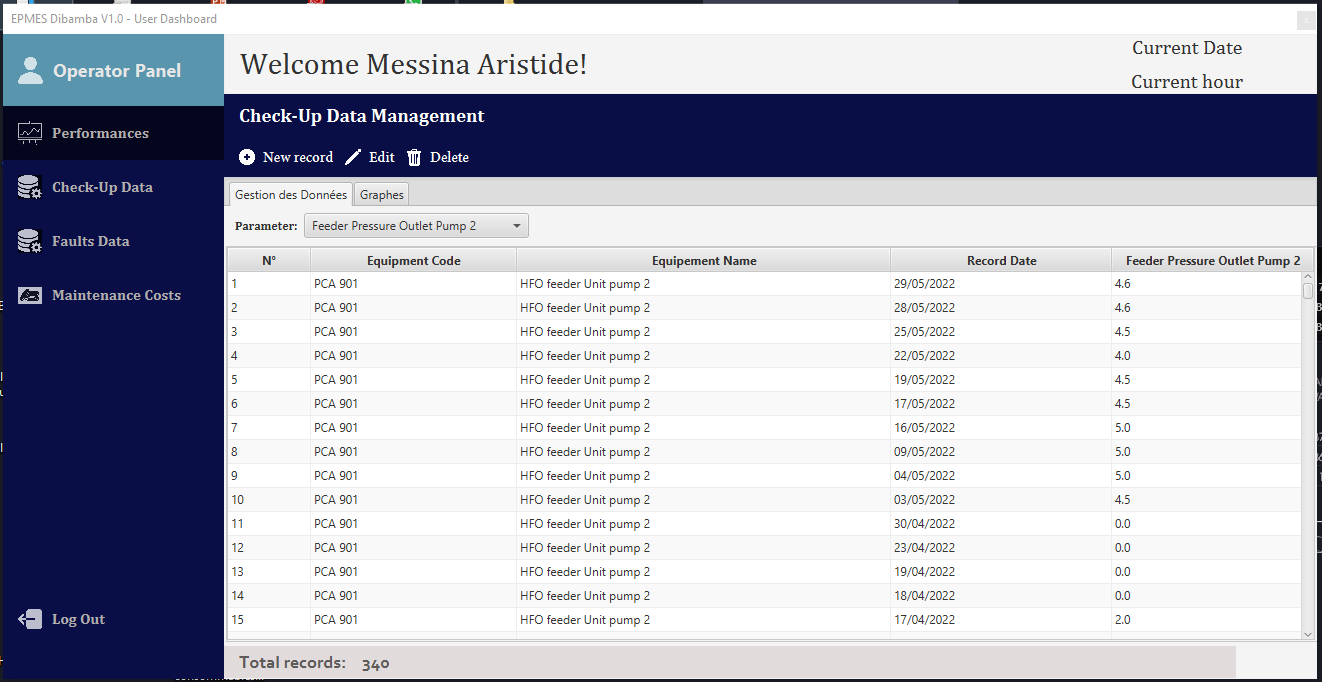 EPMES Dibamba V1.0 - User Dashboard
Operator Panel
Welcome Messina Aristide!
Current Date
Current hour
Performances
Check-Up Data
Faults Data
Maintenance Costs
Log Out
Check-Up Data Management
New record Edit Delete
Gestion des Données Graphes
Parameter: Feeder Pressure Outlet Pump 2
N° Equipment Code Equipement Name Record Date Feeder Pressure Outlet Pump 2
1 PCA 901 HFO feeder Unit pump 2 29/05/2022 4.6
2 PCA 901 HFO feeder Unit pump 2 28/05/2022 4.6
3 PCA 901 HFO feeder Unit pump 2 25/05/2022 4.5
4 PCA 901 HFO feeder Unit pump 2 22/05/2022 4.0
5 PCA 901 HFO feeder Unit pump 2 19/05/2022 4.5
6 PCA 901 HFO feeder Unit pump 2 17/05/2022 4.5
7 PCA 901 HFO feeder Unit pump 2 16/05/2022 5.0
8 PCA 901 HFO feeder Unit pump 2 09/05/2022 5.0
9 PCA 901 HFO feeder Unit pump 2 04/05/2022 5.0
10 PCA 901 HFO feeder Unit pump 2 03/05/2022 4.5
11 PCA 901 HFO feeder Unit pump 2 30/04/2022 0.0
12 PCA 901 HFO feeder Unit pump 2 23/04/2022 0.0
13 PCA 901 HFO feeder Unit pump 2 19/04/2022 0.0
14 PCA 901 HFO feeder Unit pump 2 18/04/2022 0.0
15 PCA 901 HFO feeder Unit pump 2 17/04/2022 2.0
Total records: 340